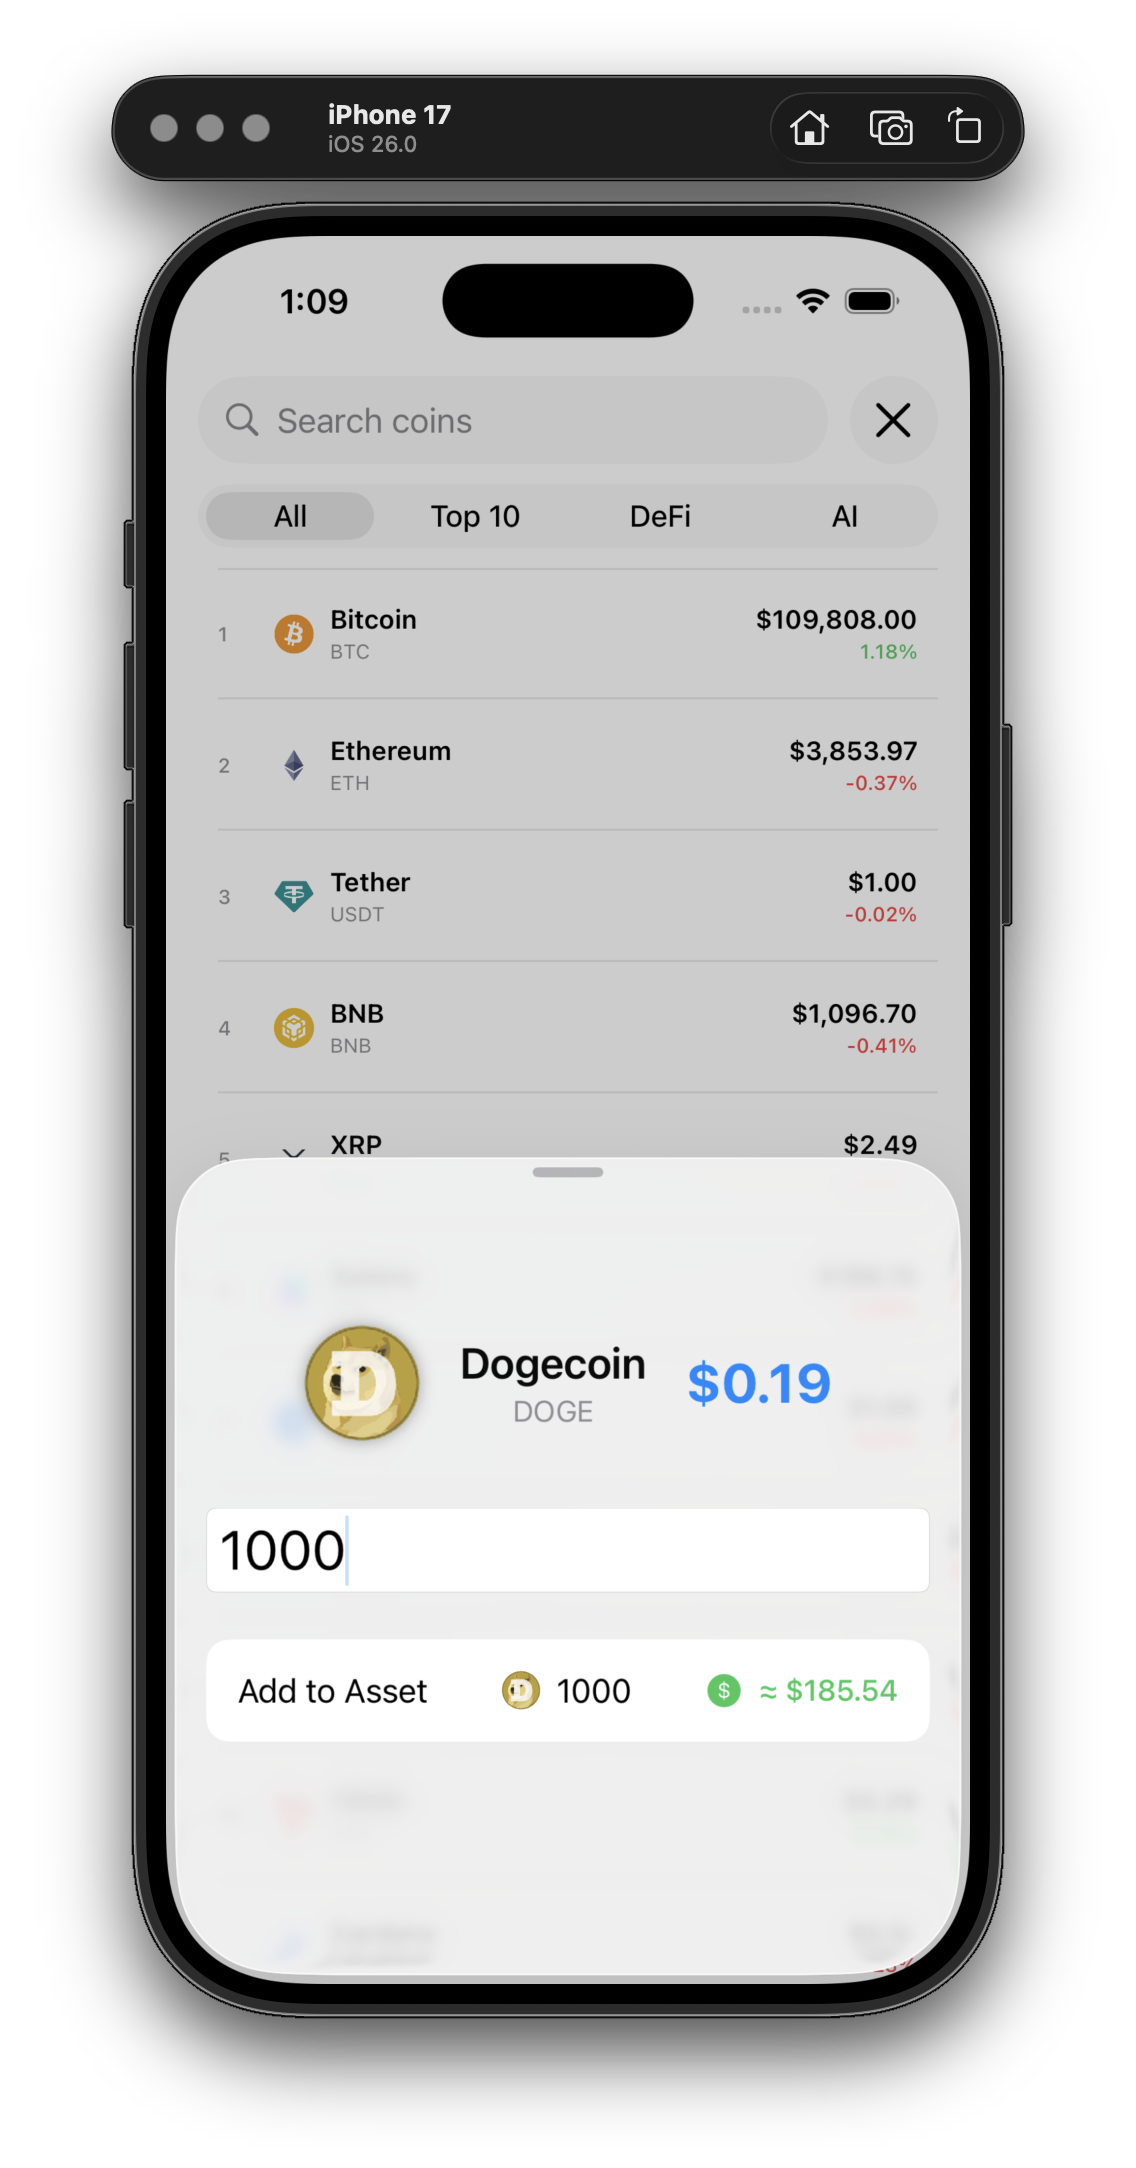 iPhone 17
iOS 26.0
1:09
Search coins
All Top 10 DeFi AI
1 Bitcoin $109,808.00
BTC 1.18%
2 Ethereum $3,853.97
ETH -0.37%
3 Tether $1.00
USDT -0.02%
4 BNB $1,096.70
BNB -0.41%
5 XRP $2.49
Dogecoin $0.19
DOGE
1000
Add to Asset 1000 $ ≈ $185.54